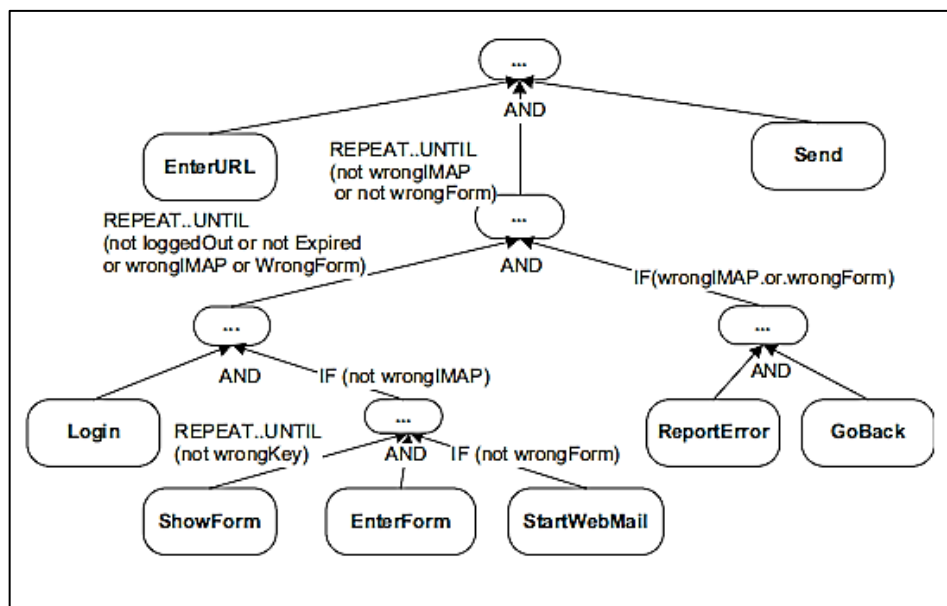 ...
AND
EnterURL
REPEAT..UNTIL
(not wrongIMAP
or not wrongForm)
Send
...
REPEAT..UNTIL
(not loggedOut or not Expired
or wrongIMAP or WrongForm)
AND
IF(wrongIMAP.or.wrongForm)
...
...
AND
IF (not wrongIMAP)
AND
Login
...
ReportError
GoBack
REPEAT..UNTIL
(not wrongKey)
AND
IF (not wrongForm)
ShowForm
EnterForm
StartWebMail